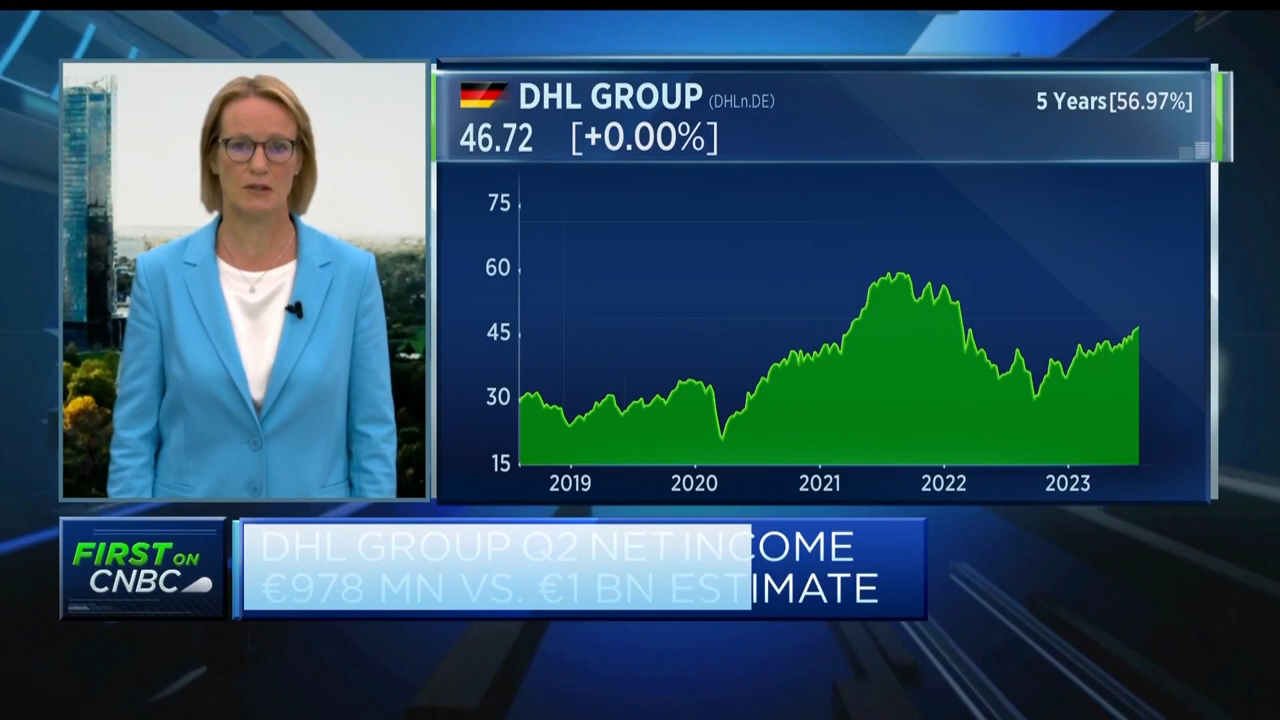 DHL GROUP (DHLn.DE)
5 Years[56.97%]
46.72 [+0.00%]
75
60
45
30
15
2019 2020 2021 2022 2023
FIRST ON
CNBC
DHL GROUP Q2 NET INCOME
€978 MN VS. €1 BN ESTIMATE